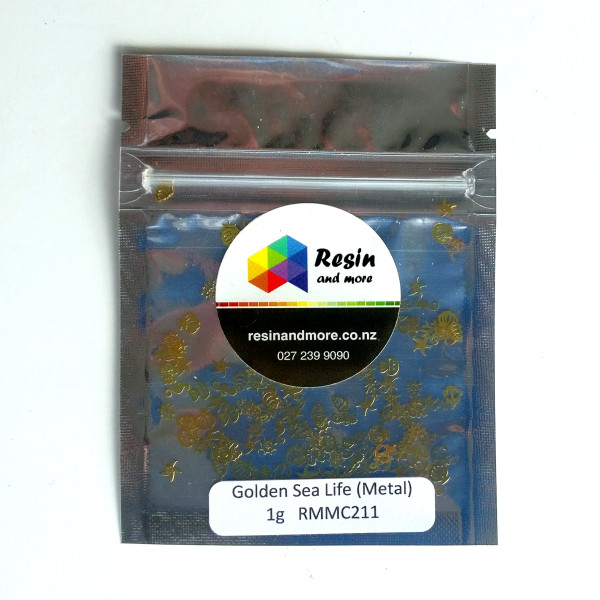 Resin
and more
resinandmore.co.nz
027 239 9090
Golden Sea Life (Metal)
1g RMMC211